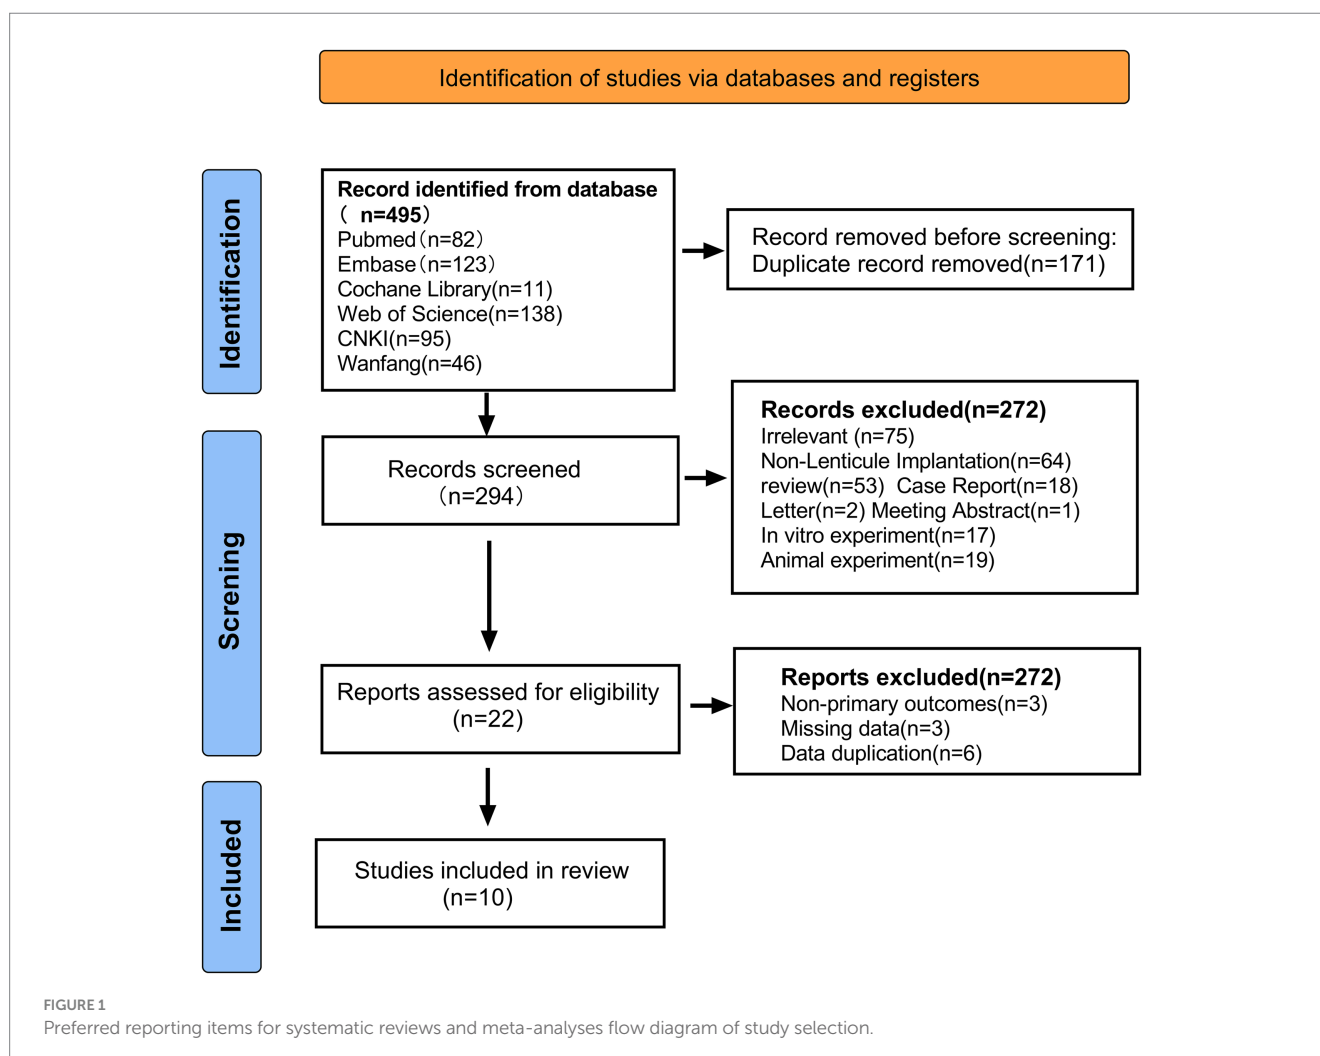 Identification of studies via databases and registers
Identification
Record identified from database
( n=495)
Pubmed(n=82)
Embase(n=123)
Cochane Library(n=11)
Web of Science(n=138)
CNKI(n=95)
Wanfang(n=46)
Record removed before screening:
Duplicate record removed(n=171)
Screning
Records screened
(n=294)
Records excluded(n=272)
Irrelevant (n=75)
Non-Lenticule Implantation(n=64)
review(n=53) Case Report(n=18)
Letter(n=2) Meeting Abstract(n=1)
In vitro experiment(n=17)
Animal experiment(n=19)
Reports assessed for eligibility
(n=22)
Reports excluded(n=272)
Non-primary outcomes(n=3)
Missing data(n=3)
Data duplication(n=6)
Included
Studies included in review
(n=10)
FIGURE 1
Preferred reporting items for systematic reviews and meta-analyses flow diagram of study selection.